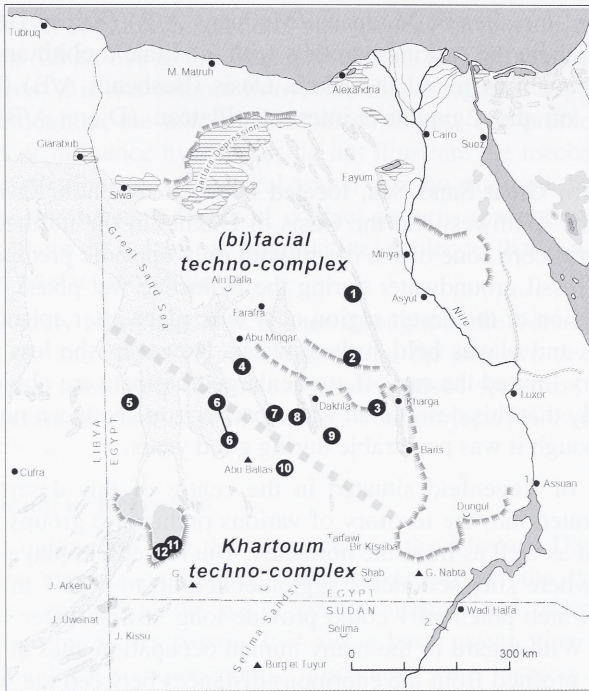 Tubruq
M. Matruh
Alexandria
Giarabub
Siwa
Qattara depression
Cairo
Suez
Fayum
(bi)facial
techno-complex
Great Sand Sea
Minya
Ain Dalla
Farafra
1
Asyut
Nile
Abu Minqar
2
4
5
6
7
8
Dakhla
3
Kharga
Luxor
6
9
LIBYA
EGYPT
Baris
Cufra
Abu Ballas
10
1.
Assuan
Dungul
11
12
Khartoum
techno-complex
Tarfawi
Bir Kiseiba
Shab
G. Nabta
J. Arkenu
G.
EGYPT
SUDAN
J. Uweinat
Selima
Wadi Halfa
2.
J. Kissu
Selima Sandsheet
Burg et Tuyur
0
300 km